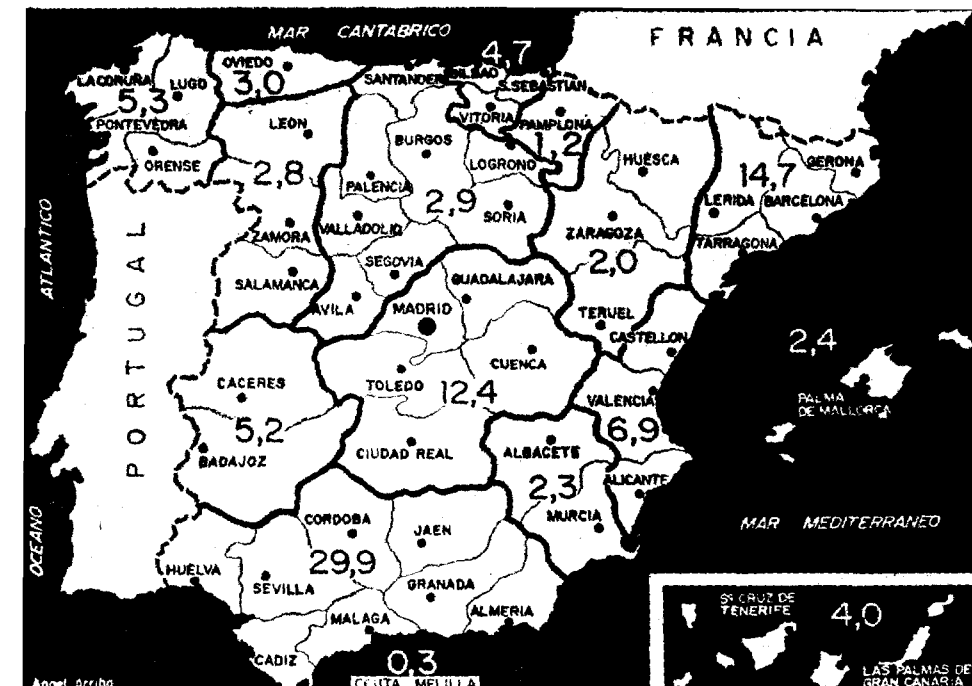 MAR CANTABRICO
FRANCIA
LA CORUÑA
LUGO
5,3
PONTEVEDRA
ORENSE
OVIEDO
3,0
SANTANDER
4,7
BILBAO
S. SEBASTIAN
VITORIA
PAMPLONA
1,2
LEON
2,8
ZAMORA
SALAMANCA
BURGOS
LOGROÑO
PALENCIA
2,9
VALLADOLID
SORIA
SEGOVIA
AVILA
HUESCA
ZARAGOZA
2,0
TERUEL
14,7
GERONA
LERIDA
BARCELONA
TARRAGONA
ATLANTICO
OCEANO
PORTUGAL
GUADALAJARA
MADRID
CUENCA
TOLEDO
12,4
CIUDAD REAL
CASTELLON
VALENCIA
6,9
ALICANTE
2,4
PALMA
DE MALLORCA
CACERES
5,2
BADAJOZ
ALBACETE
2,3
MURCIA
MAR MEDITERRANEO
CORDOBA
JAEN
29,9
HUELVA
SEVILLA
GRANADA
MALAGA
ALMERIA
CADIZ
0,3
CEUTA MELILLA
Sª CRUZ DE
TENERIFE
4,0
LAS PALMAS DE
GRAN CANARIA
Angel Arriba